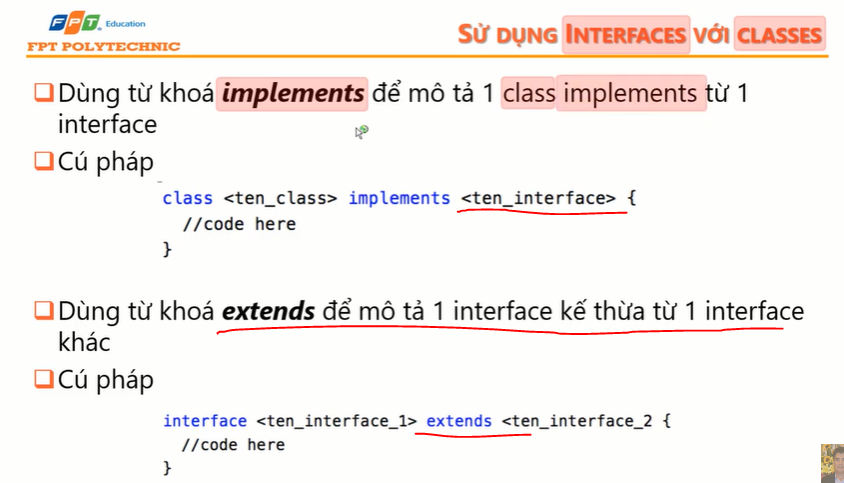 FPT Education
FPT POLYTECHNIC
SỬ DỤNG INTERFACES VỚI CLASSES
Dùng từ khoá implements để mô tả 1 class implements từ 1
interface
Cú pháp
class <ten_class> implements <ten_interface> {
//code here
}
Dùng từ khoá extends để mô tả 1 interface kế thừa từ 1 interface
khác
Cú pháp
interface <ten_interface_1> extends <ten_interface_2 {
//code here
}